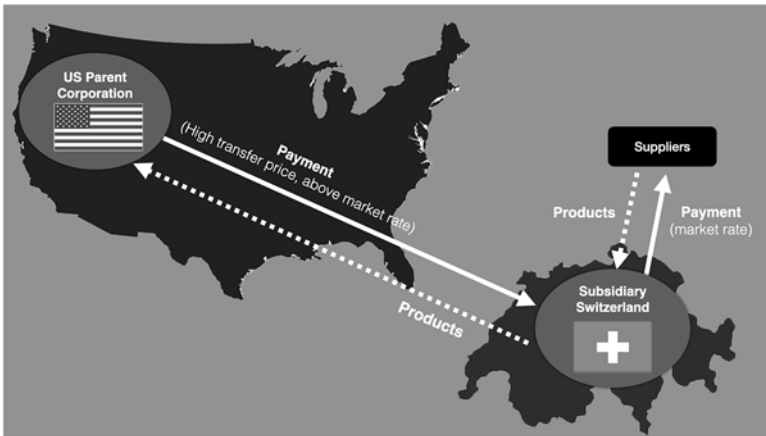 US Parent
Corporation
Payment
(High transfer price, above market rate)
Products
Suppliers
Products
Payment
(market rate)
Subsidiary
Switzerland